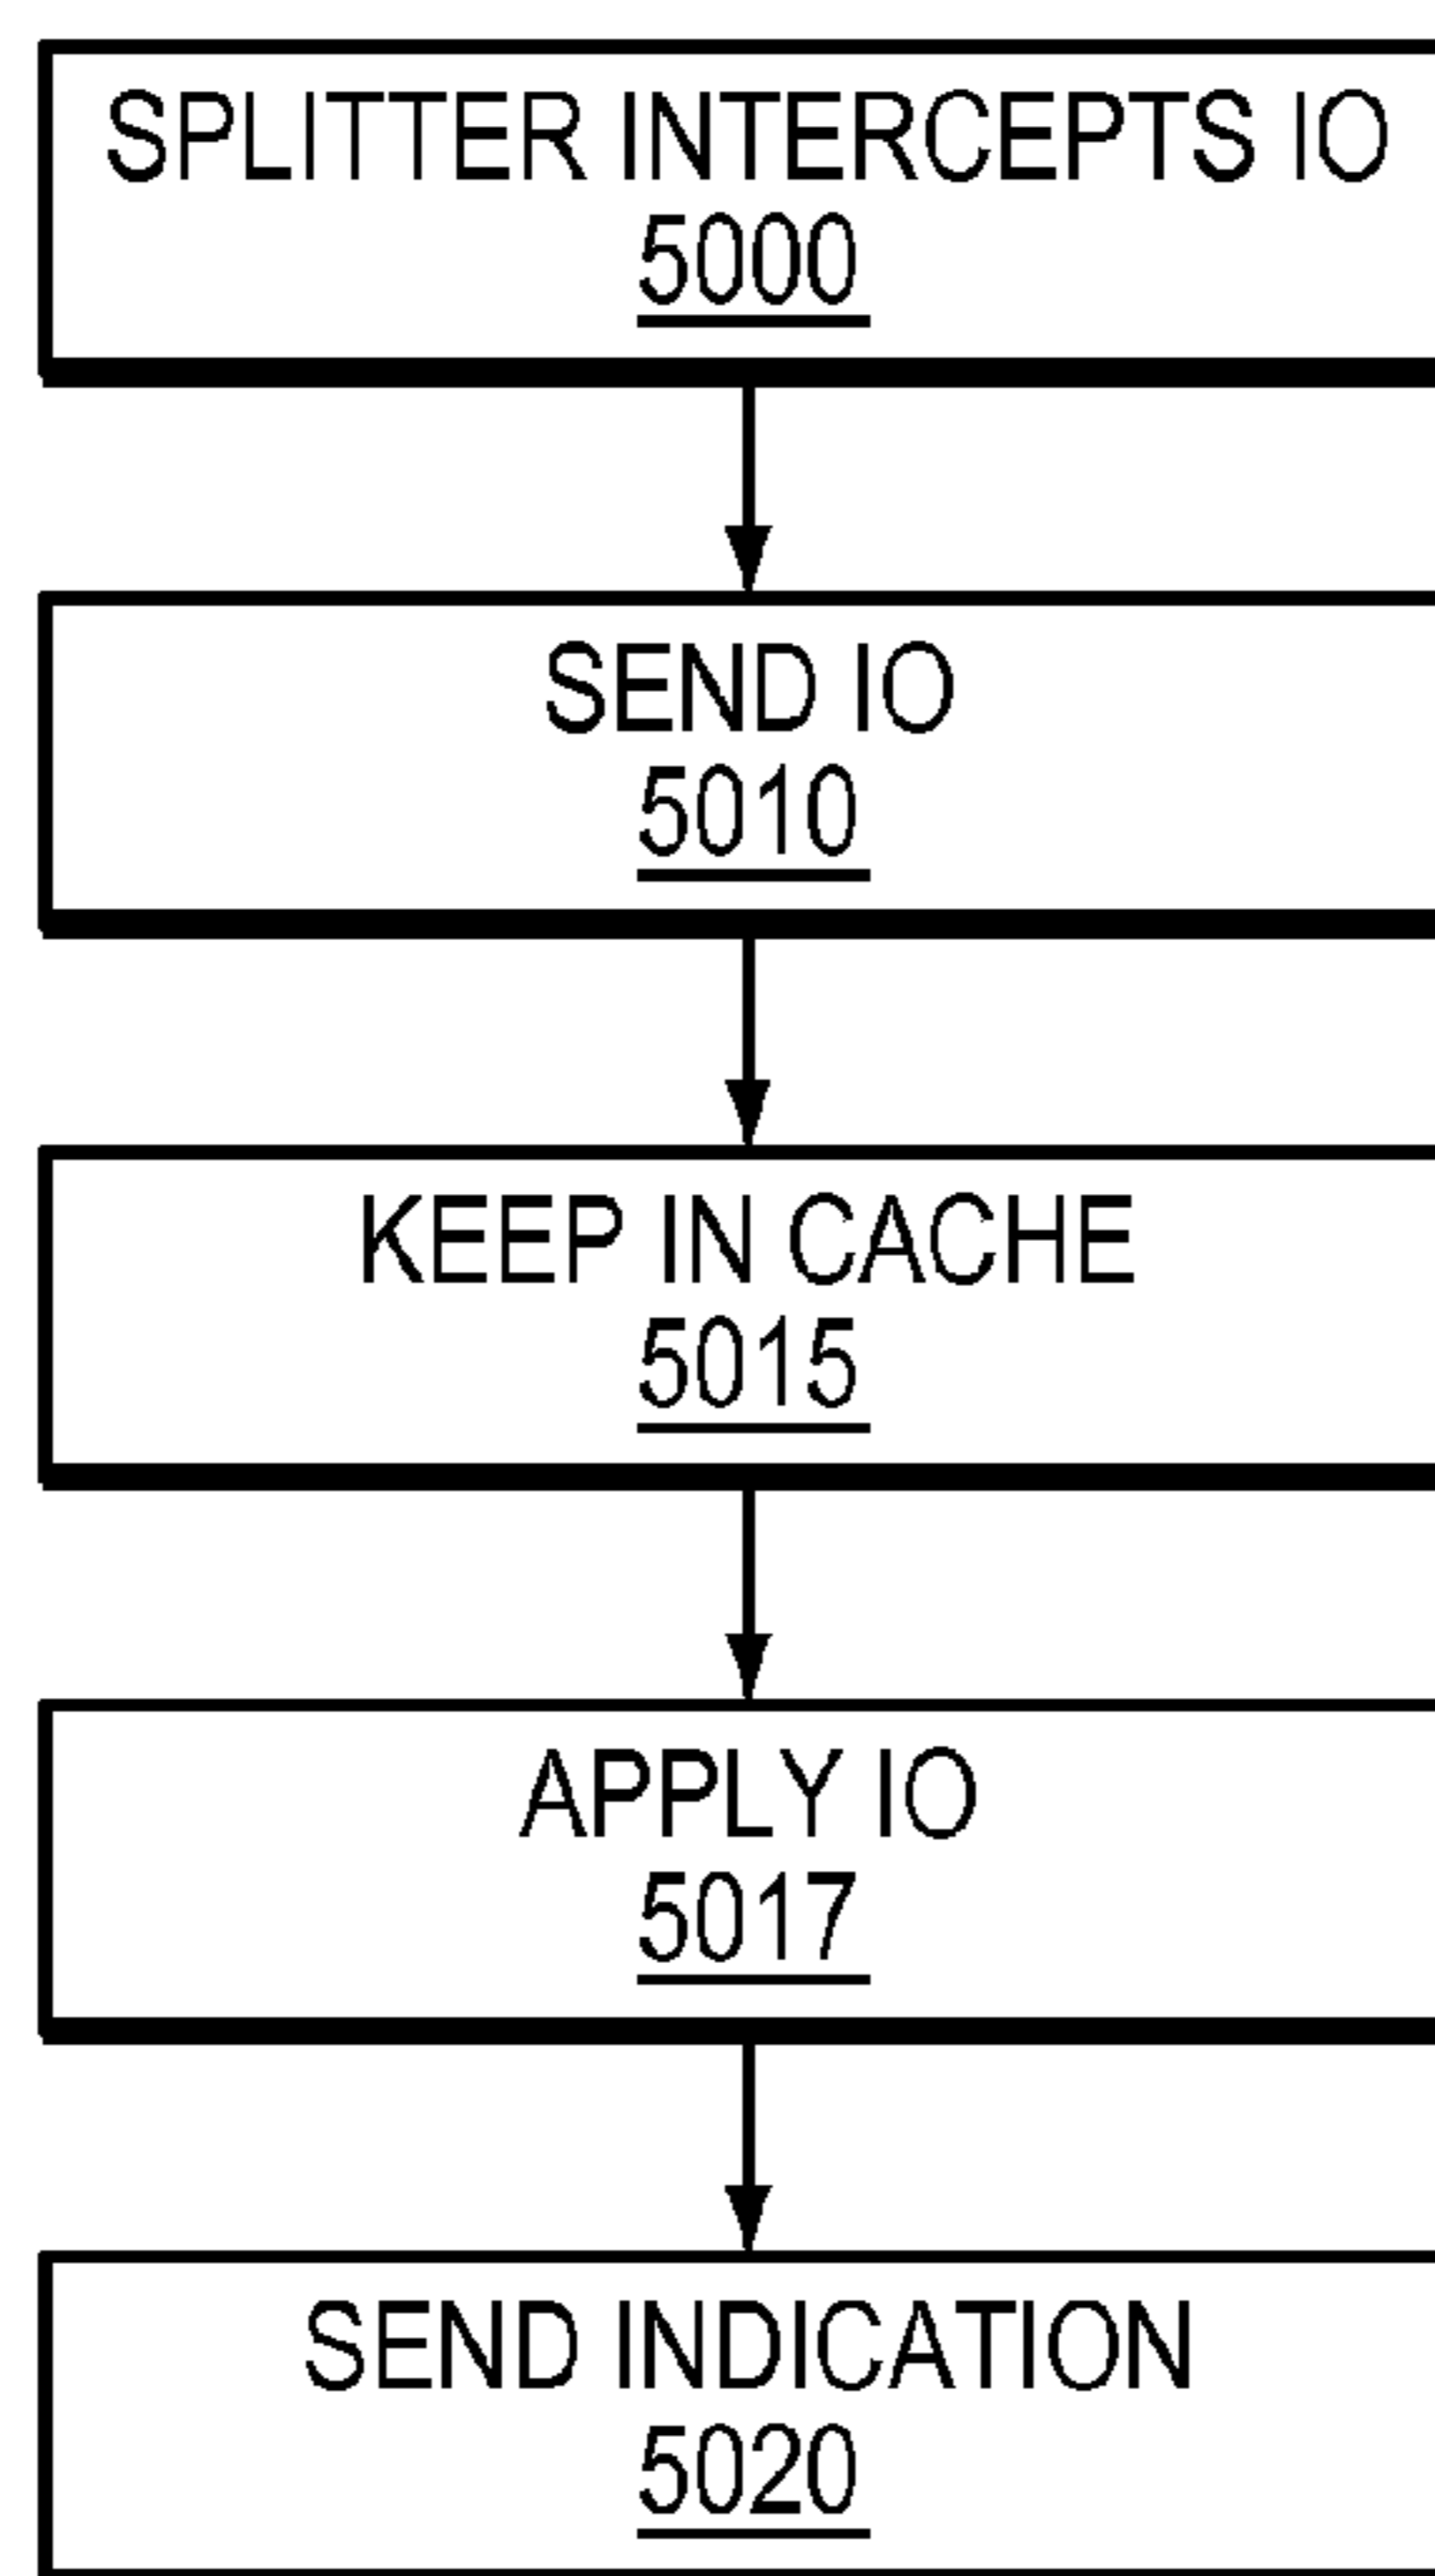 SPLITTER INTERCEPTS IO
5000
SEND IO
5010
KEEP IN CACHE
5015
APPLY IO
5017
SEND INDICATION
5020